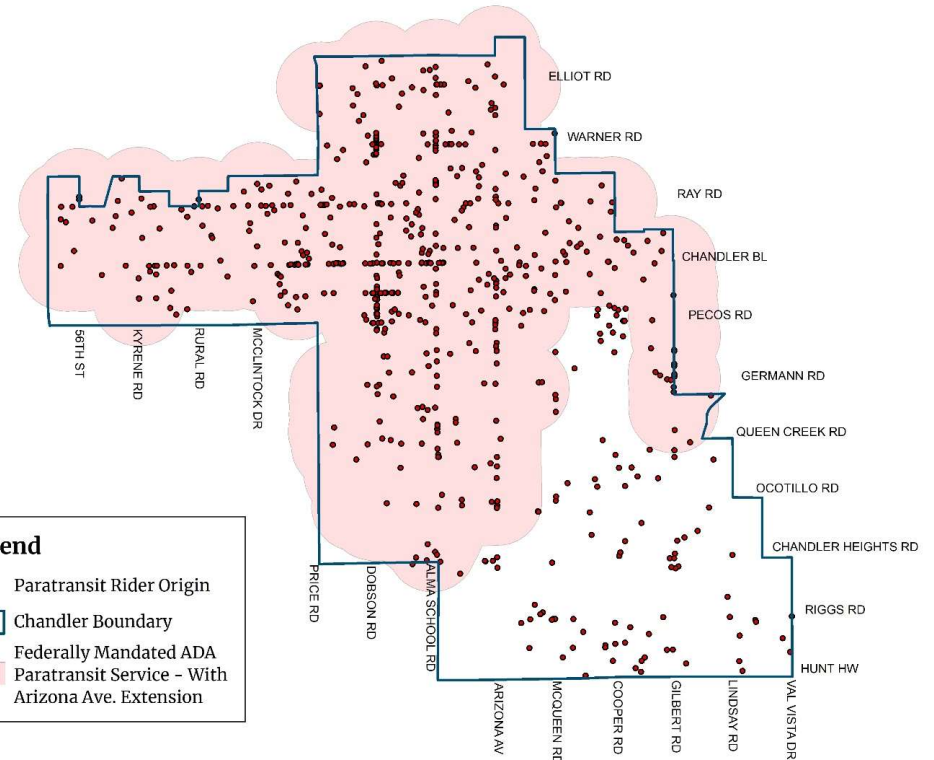 ELLIOT RD
WARNER RD
RAY RD
CHANDLER BL
PECOS RD
GERMANN RD
QUEEN CREEK RD
OCOTILLO RD
CHANDLER HEIGHTS RD
RIGGS RD
HUNT HW
56TH ST
KYRENE RD
RURAL RD
MCCLINTOCK DR
PRICE RD
DOBSON RD
ALMA SCHOOL RD
ARIZONA AV
MCQUEEN RD
COOPER RD
GILBERT RD
LINDSAY RD
VAL VISTA DR
end
Paratransit Rider Origin
Chandler Boundary
Federally Mandated ADA
Paratransit Service - With
Arizona Ave. Extension